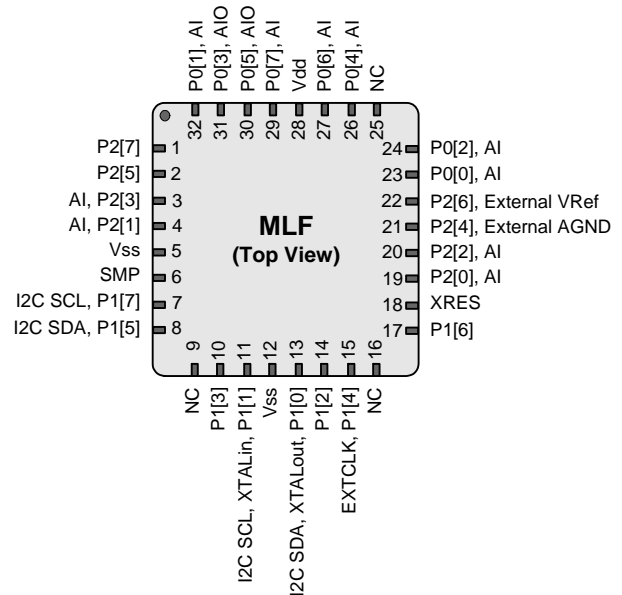 P0[1], AI
P0[3], AIO
P0[5], AIO
P0[7], AI
Vdd
P0[6], AI
P0[4], AI
NC
32
31
30
29
28
27
26
25
P2[7] 1
P2[5] 2
AI, P2[3] 3
AI, P2[1] 4
Vss 5
SMP 6
I2C SCL, P1[7] 7
I2C SDA, P1[5] 8
MLF
(Top View)
24 P0[2], AI
23 P0[0], AI
22 P2[6], External VRef
21 P2[4], External AGND
20 P2[2], AI
19 P2[0], AI
18 XRES
17 P1[6]
9
10
11
12
13
14
15
16
NC
P1[3]
I2C SCL, XTALin, P1[1]
Vss
I2C SDA, XTALout, P1[0]
P1[2]
EXTCLK, P1[4]
NC